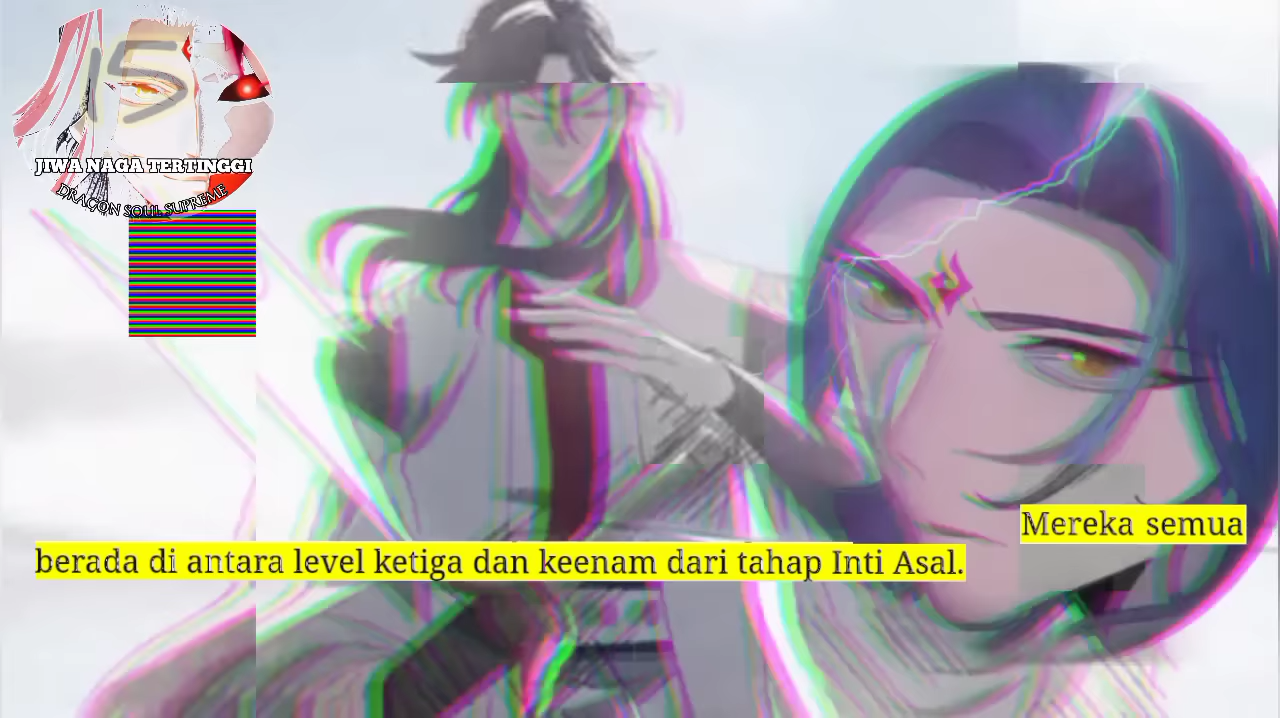 15
JIWA NAGA TERTINGGI
DRAGON SOUL SUPREME
Mereka semua
berada di antara level ketiga dan keenam dari tahap Inti Asal.